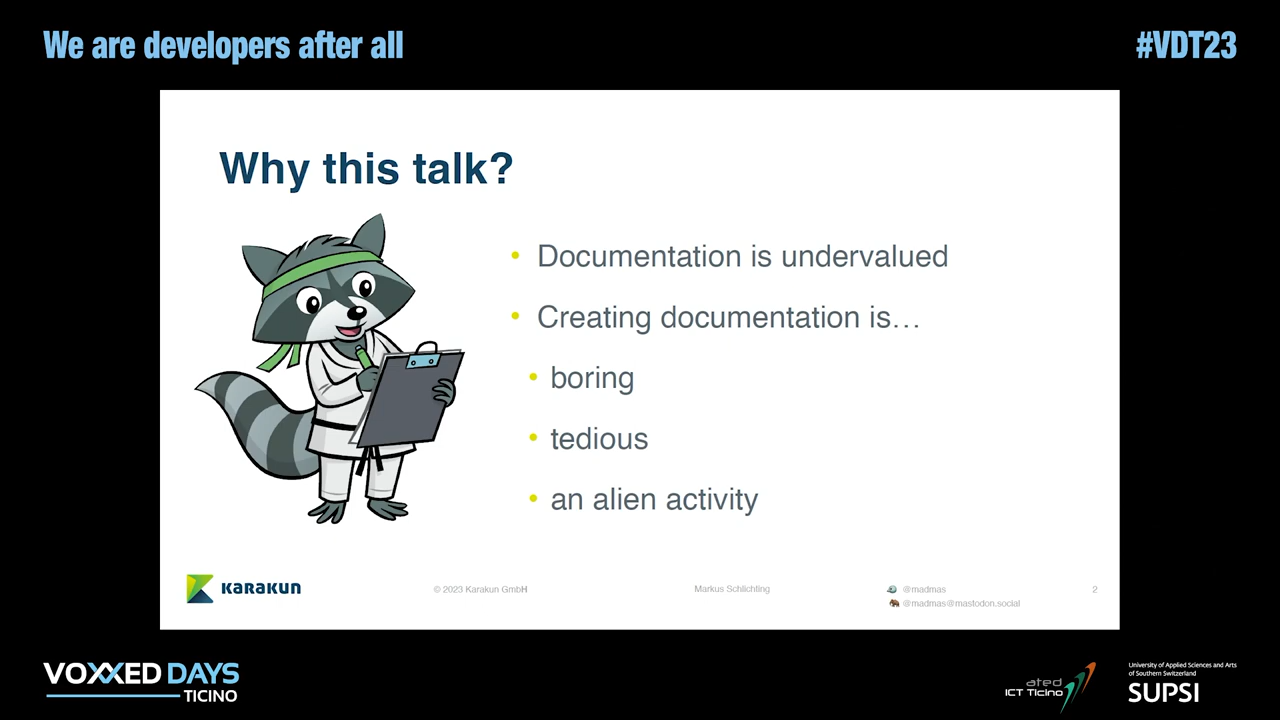 We are developers after all
#VDT23
Why this talk?
• Documentation is undervalued
• Creating documentation is…
• boring
• tedious
• an alien activity
KARAKUN
© 2023 Karakun GmbH
Markus Schlichting
@madmas
@madmas@mastodon.social
2
VOXXED DAYS
TICINO
ated
ICT Ticino
University of Applied Sciences and Arts
of Southern Switzerland
SUPSI